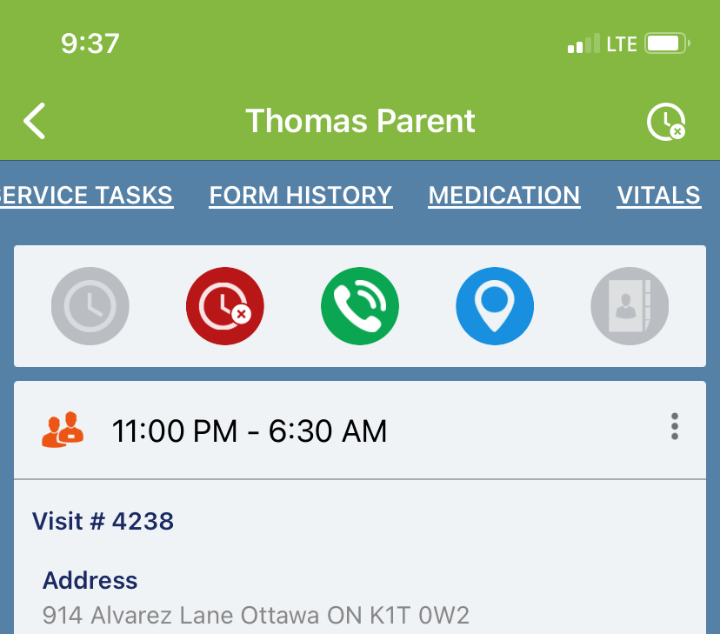 9:37 LTE
Thomas Parent
ERVICE TASKS FORM HISTORY MEDICATION VITALS
11:00 PM - 6:30 AM
Visit # 4238
Address
914 Alvarez Lane Ottawa ON K1T 0W2